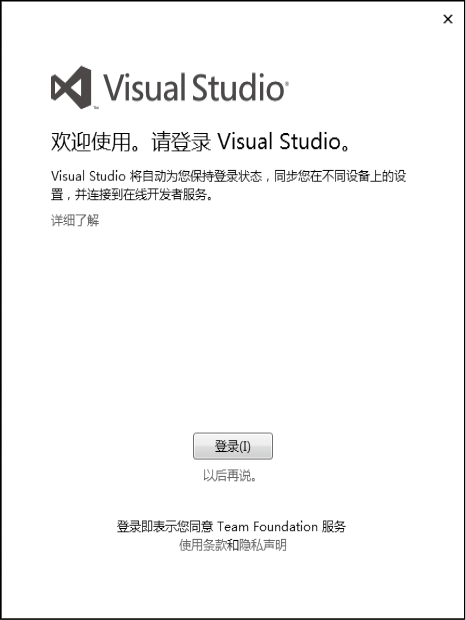 Visual Studio
欢迎使用。请登录 Visual Studio。
Visual Studio 将自动为您保持登录状态，同步您在不同设备上的设
置，并连接到在线开发者服务。
详细了解
登录(I)
以后再说。
登录即表示您同意 Team Foundation 服务
使用条款和隐私声明